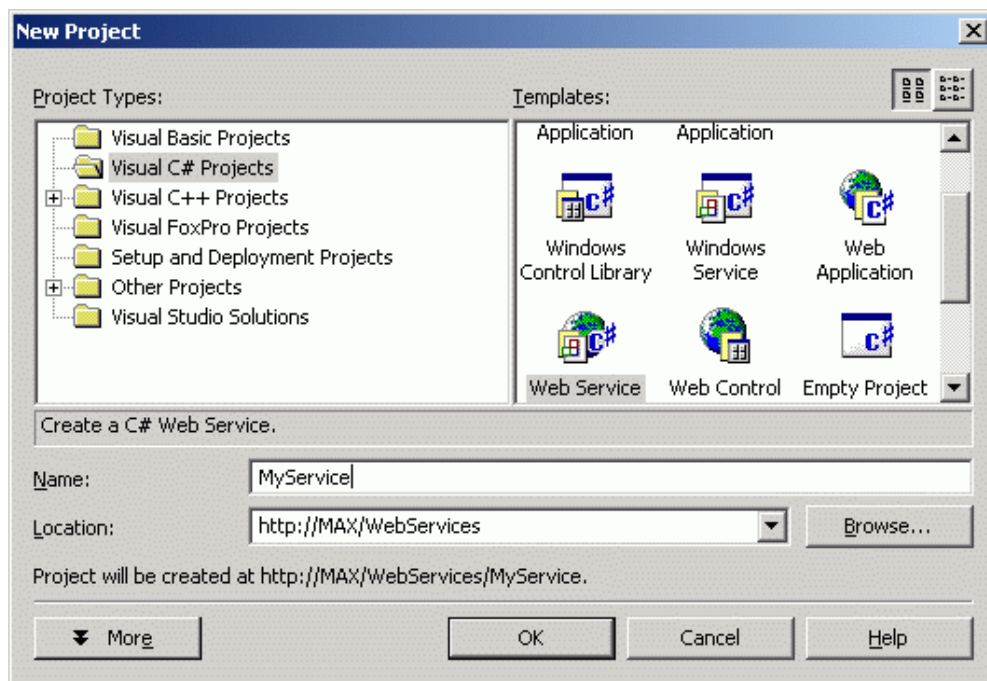 New Project
Project Types:
Templates:
Visual Basic Projects
Visual C# Projects
Visual C++ Projects
Visual FoxPro Projects
Setup and Deployment Projects
Other Projects
Visual Studio Solutions
Application Application
Windows Control Library
Windows Service
Web Application
Web Service
Web Control
Empty Project
Create a C# Web Service.
Name:
MyService
Location:
http://MAX/WebServices
Browse...
Project will be created at http://MAX/WebServices/MyService.
More
OK
Cancel
Help